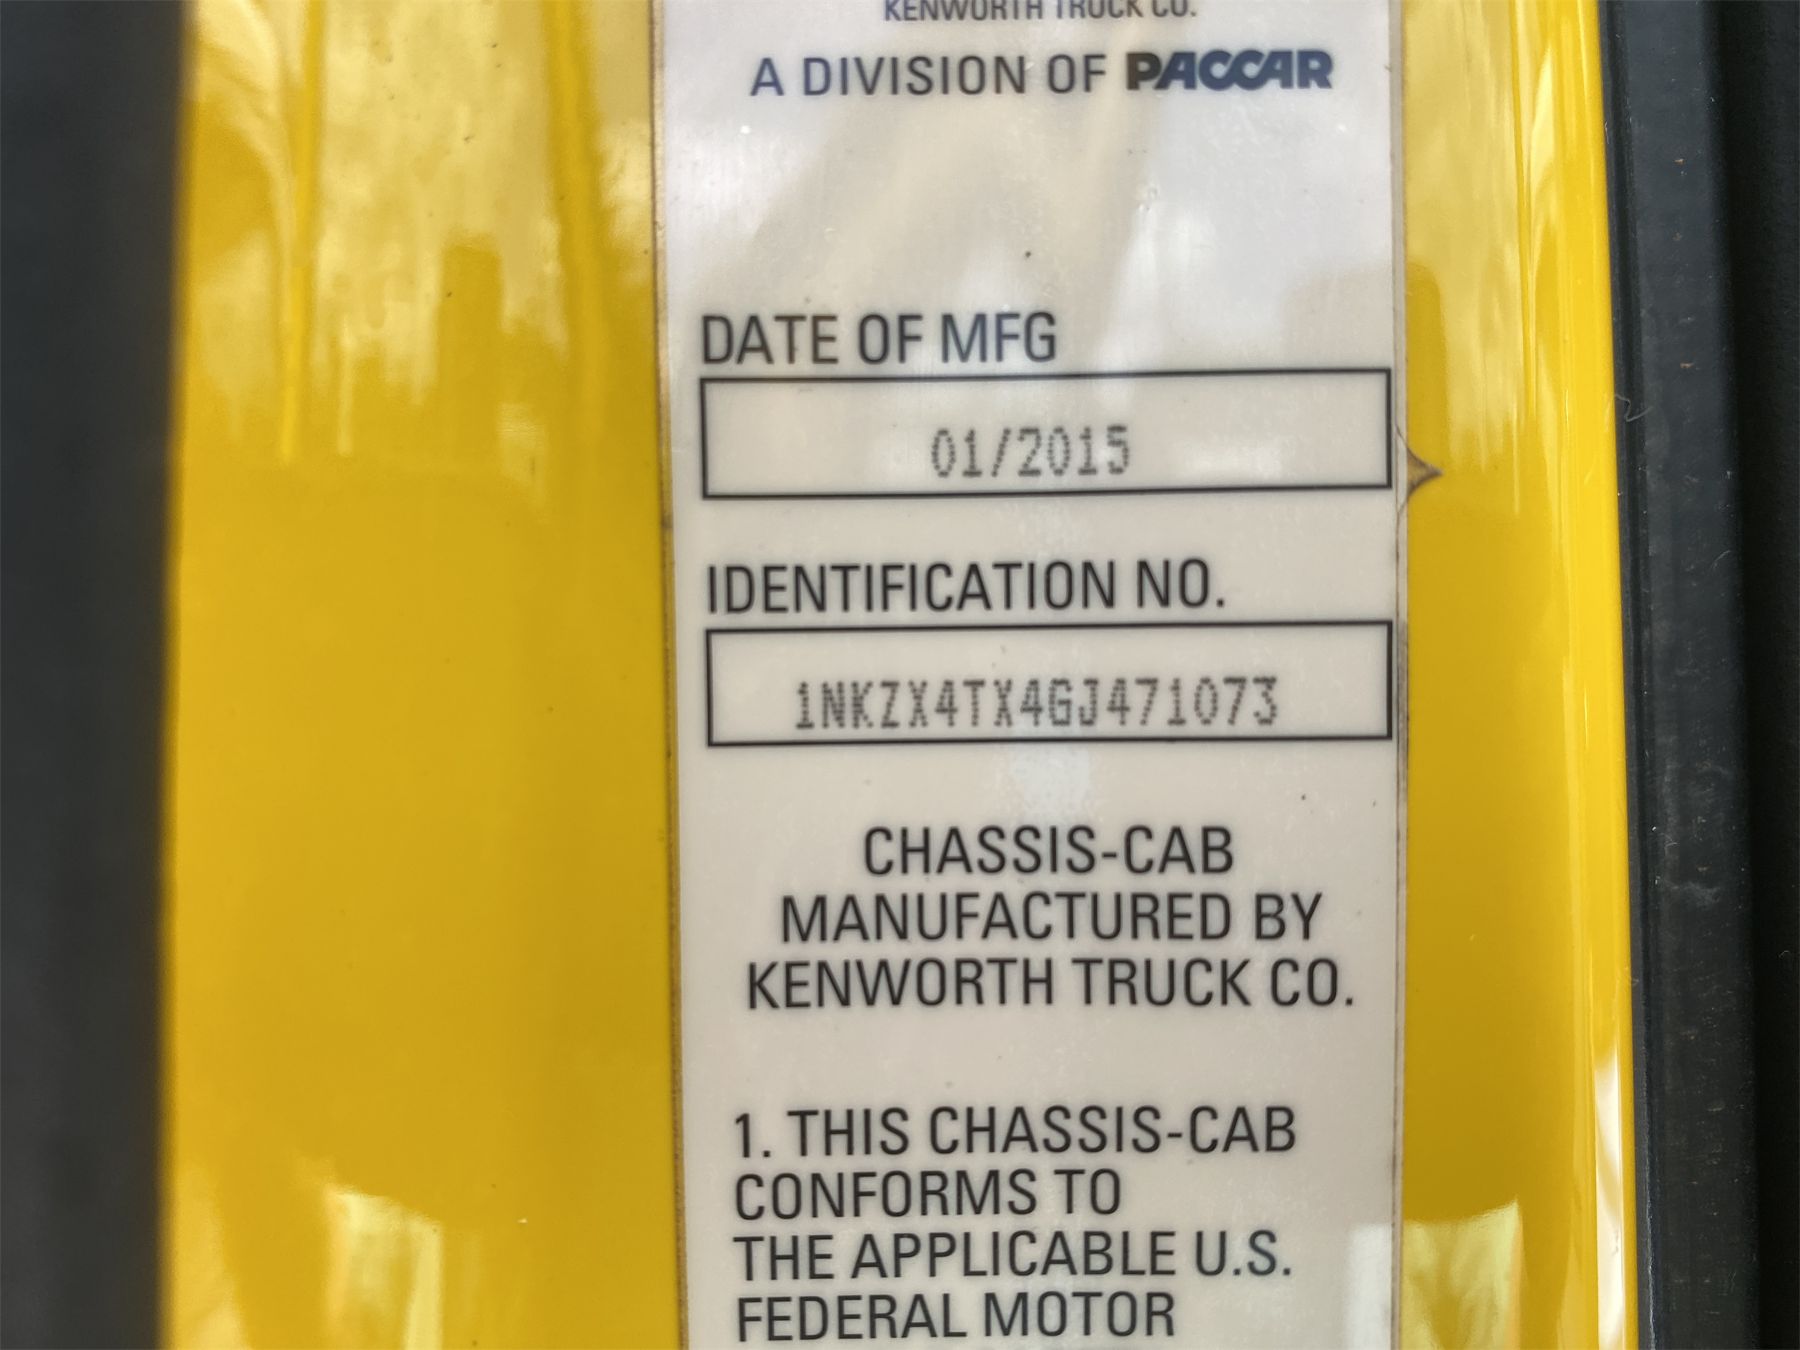 KENWORTH TRUCK CO.
A DIVISION OF PACCAR
DATE OF MFG
01/2015
IDENTIFICATION NO.
1NKZX4TX4GJ471073
CHASSIS-CAB
MANUFACTURED BY
KENWORTH TRUCK CO.
1. THIS CHASSIS-CAB
CONFORMS TO
THE APPLICABLE U.S.
FEDERAL MOTOR